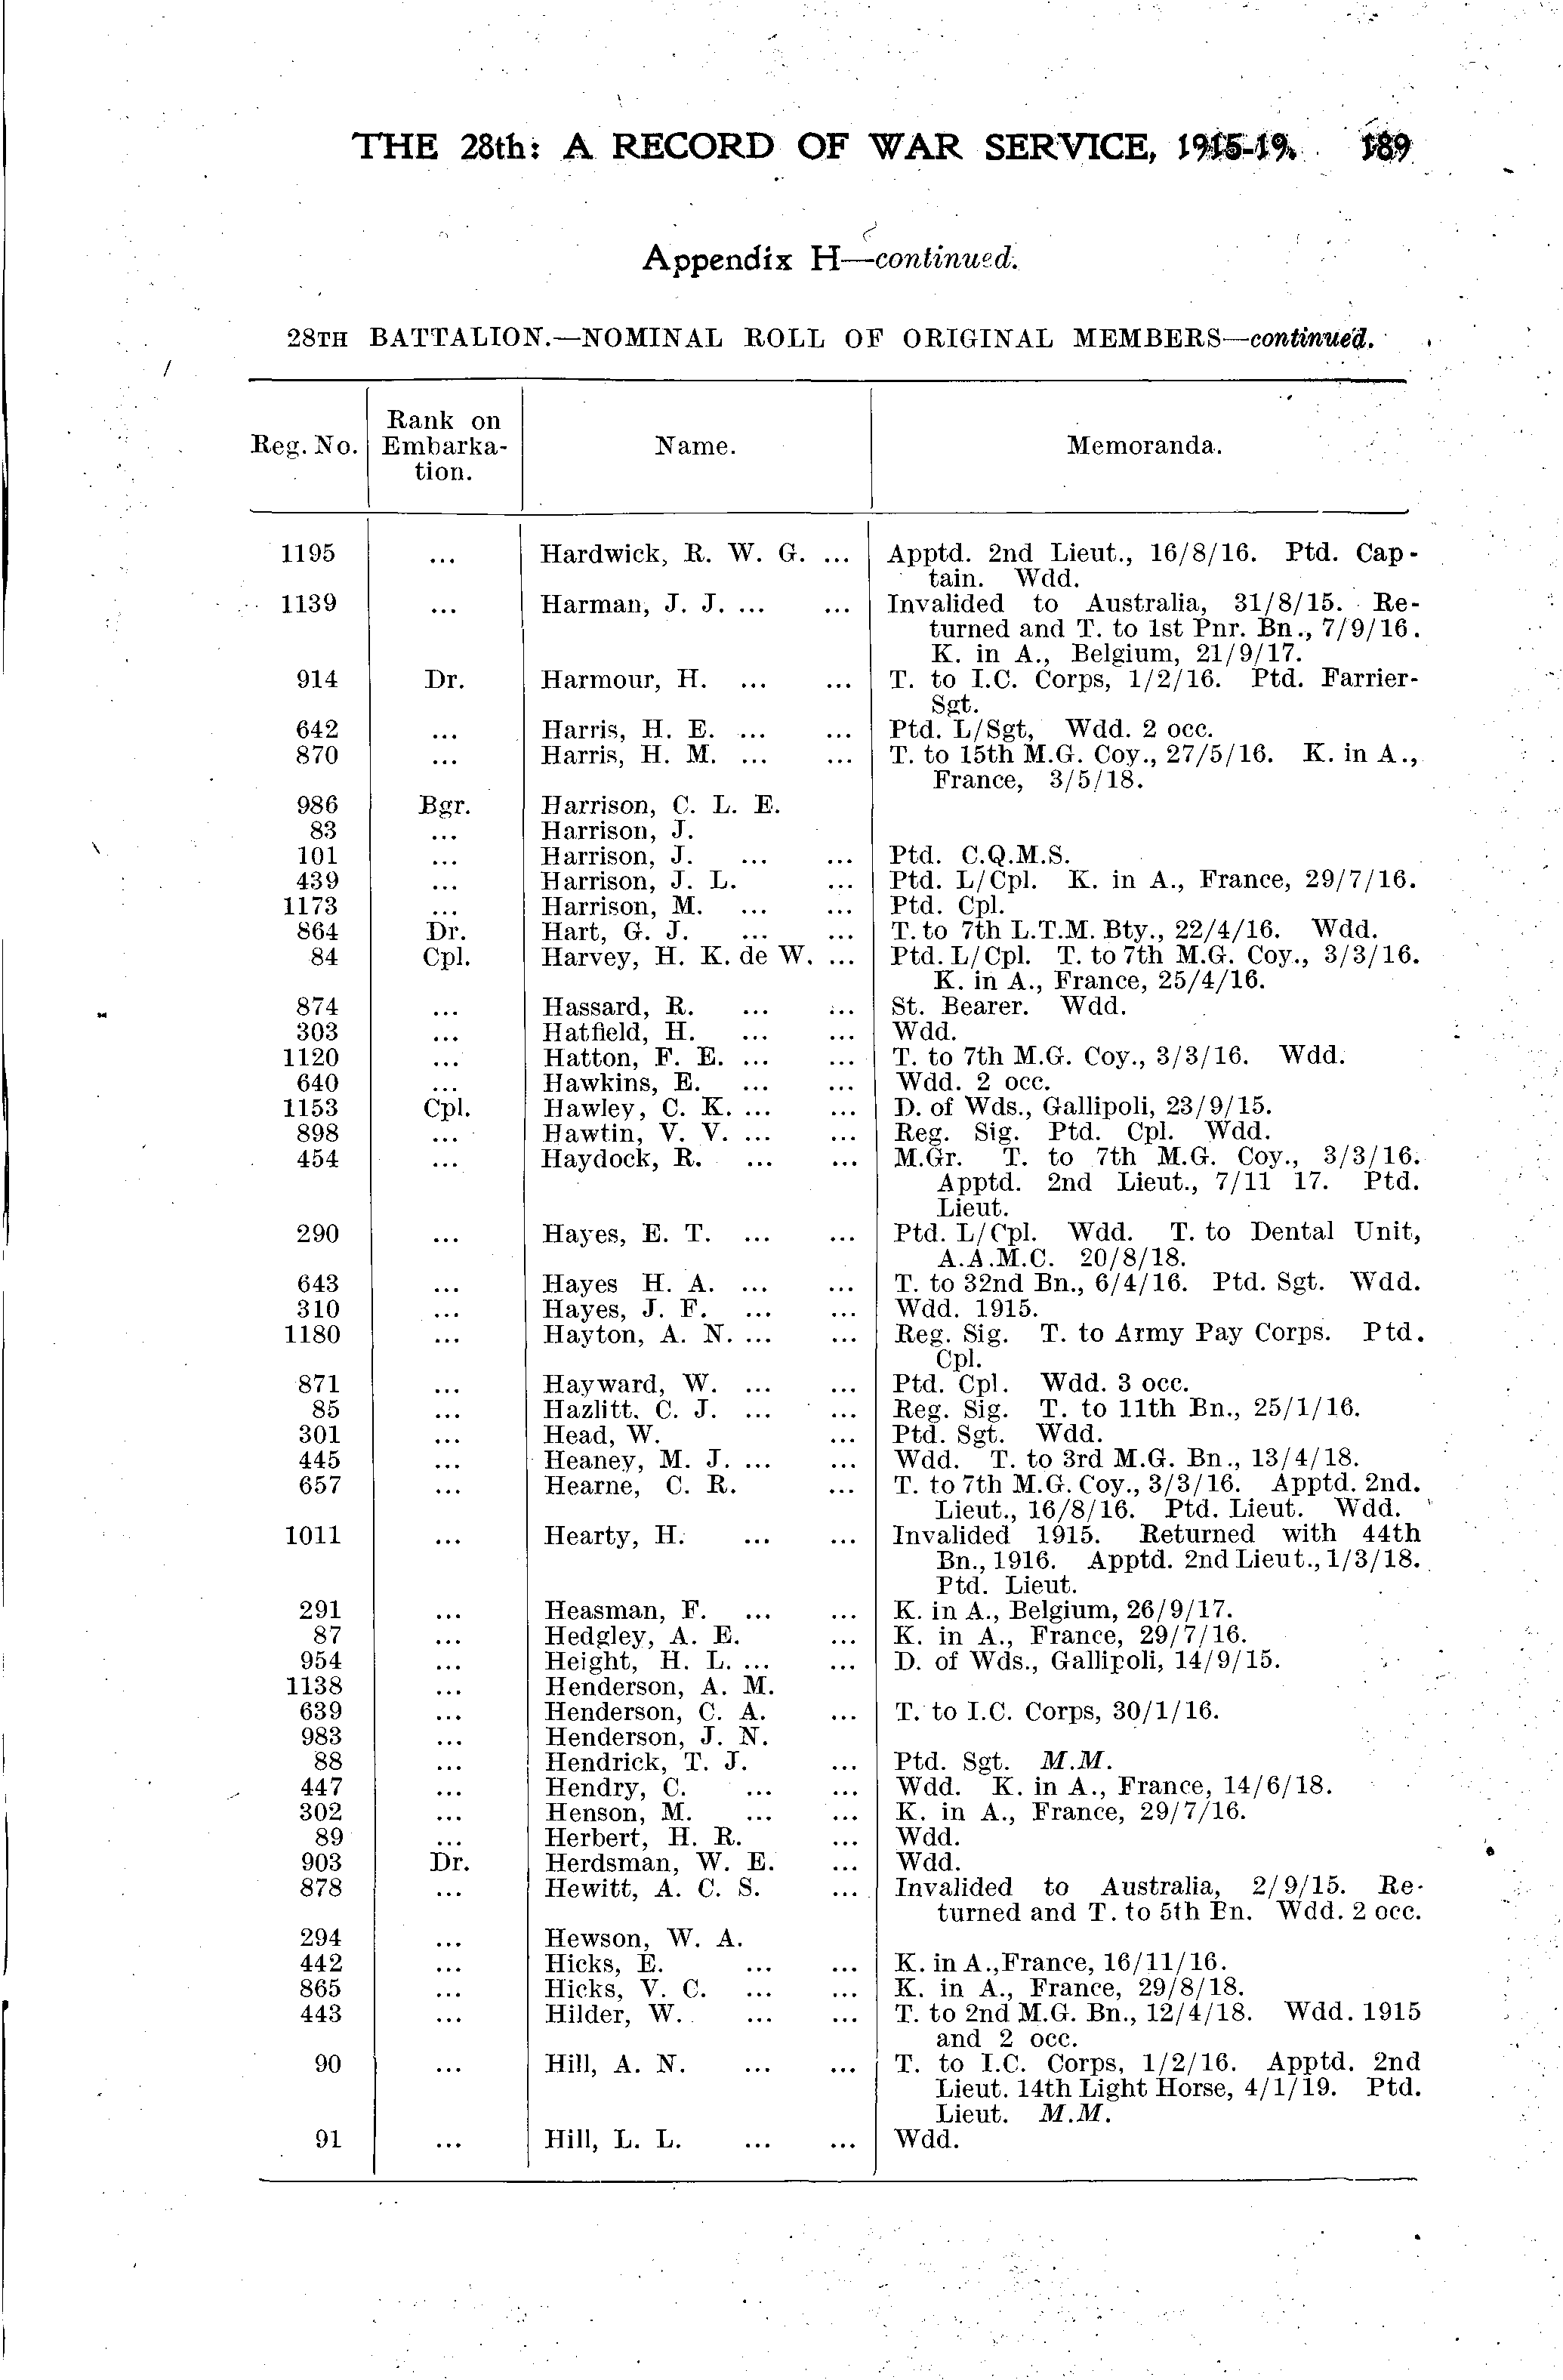 THE 28th: A RECORD OF WAR SERVICE, 1915-19. 189
Appendix H—continued.
28TH BATTALION.—NOMINAL ROLL OF ORIGINAL MEMBERS—continued.
Reg. No. Rank on Embarka- tion. Name. Memoranda.
1195 ... Hardwick, R. W. G. ... Apptd. 2nd Lieut., 16/8/16. Ptd. Cap-
tain. Wdd.
1139 ... Harman, J. J. ... ... Invalided to Australia, 31/8/15. Re-
turned and T. to 1st Pnr. Bn., 7/9/16.
K. in A., Belgium, 21/9/17.
914 Dr. Harmour, H. ... ... T. to I.C. Corps, 1/2/16. Ptd. Farrier-
Sgt.
642 ... Harris, H. E. ... ... Ptd. L/Sgt, Wdd. 2 occ.
870 ... Harris, H. M. ... ... T. to 15th M.G. Coy., 27/5/16. K. in A.,
France, 3/5/18.
986 Bgr. Harrison, C. L. E.
83 ... Harrison, J.
101 ... Harrison, J. ... ... Ptd. C.Q.M.S.
439 ... Harrison, J. L. ... Ptd. L/Cpl. K. in A., France, 29/7/16.
1173 ... Harrison, M. ... ... Ptd. Cpl.
864 Dr. Hart, G. J. ... ... T. to 7th L.T.M. Bty., 22/4/16. Wdd.
84 Cpl. Harvey, H. K. de W. ... Ptd. L/Cpl. T. to 7th M.G. Coy., 3/3/16.
K. in A., France, 25/4/16.
874 ... Hassard, R. ... ... St. Bearer. Wdd.
303 ... Hatfield, H. ... ... Wdd.
1120 ... Hatton, F. E. ... ... T. to 7th M.G. Coy., 3/3/16. Wdd.
640 ... Hawkins, E. ... ... Wdd. 2 occ.
1153 Cpl. Hawley, C. K. ... ... D. of Wds., Gallipoli, 23/9/15.
898 ... Hawtin, V. V. ... ... Reg. Sig. Ptd. Cpl. Wdd.
454 ... Haydock, R. ... ... M.Gr. T. to 7th M.G. Coy., 3/3/16.
Apptd. 2nd Lieut., 7/11 17. Ptd.
Lieut.
290 ... Hayes, E. T. ... ... Ptd. L/Cpl. Wdd. T. to Dental Unit,
A.A.M.C. 20/8/18.
643 ... Hayes H. A. ... ... T. to 32nd Bn., 6/4/16. Ptd. Sgt. Wdd.
310 ... Hayes, J. F. ... ... Wdd. 1915.
1180 ... Hayton, A. N. ... ... Reg. Sig. T. to Army Pay Corps. Ptd.
Cpl.
871 ... Hayward, W. ... ... Ptd. Cpl. Wdd. 3 occ.
85 ... Hazlitt. C. J. ... ... Reg. Sig. T. to 11th Bn., 25/1/16.
301 ... Head, W. ... Ptd. Sgt. Wdd.
445 ... Heaney, M. J. ... ... Wdd. T. to 3rd M.G. Bn., 13/4/18.
657 ... Hearne, C. R. ... T. to 7th M.G. Coy., 3/3/16. Apptd. 2nd.
Lieut., 16/8/16. Ptd. Lieut. Wdd.
1011 ... Hearty, H. ... ... Invalided 1915. Returned with 44th
Bn., 1916. Apptd. 2nd Lieut., 1/3/18.
Ptd. Lieut.
291 ... Heasman, F. ... ... K. in A., Belgium, 26/9/17.
87 ... Hedgley, A. E. ... K. in A., France, 29/7/16.
954 ... Height, H. L. ... ... D. of Wds., Gallipoli, 14/9/15.
1138 ... Henderson, A. M.
639 ... Henderson, C. A. ... T. to I.C. Corps, 30/1/16.
983 ... Henderson, J. N.
88 ... Hendrick, T. J. ... Ptd. Sgt. M.M.
447 ... Hendry, C. ... ... Wdd. K. in A., France, 14/6/18.
302 ... Henson, M. ... ... K. in A., France, 29/7/16.
89 ... Herbert, H. R. ... Wdd.
903 Dr. Herdsman, W. E. ... Wdd.
878 ... Hewitt, A. C. S. ... Invalided to Australia, 2/9/15. Re-
turned and T. to 5th Bn. Wdd. 2 occ.
294 ... Hewson, W. A.
442 ... Hicks, E. ... ... K. in A., France, 16/11/16.
865 ... Hicks, V. C. ... ... K. in A., France, 29/8/18.
443 ... Hilder, W. ... ... T. to 2nd M.G. Bn., 12/4/18. Wdd. 1915
and 2 occ.
90 ... Hill, A. N. ... ... T. to I.C. Corps, 1/2/16. Apptd. 2nd
Lieut. 14th Light Horse, 4/1/19. Ptd.
Lieut. M.M.
91 ... Hill, L. L. ... ... Wdd.